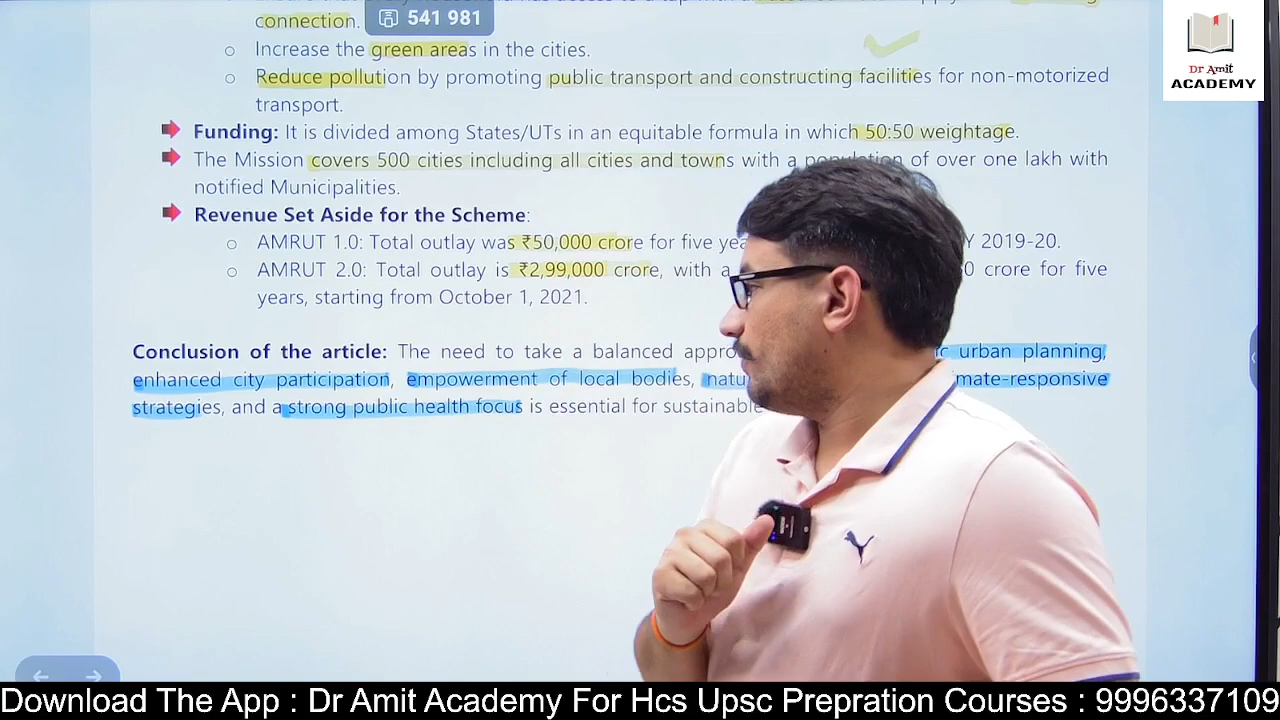 connection.
541 981
Increase the green areas in the cities.
Reduce pollution by promoting public transport and constructing facilities for non-motorized
transport.
Funding: It is divided among States/UTs in an equitable formula in which 50:50 weightage.
The Mission covers 500 cities including all cities and towns with a population of over one lakh with
notified Municipalities.
Revenue Set Aside for the Scheme:
AMRUT 1.0: Total outlay was ₹50,000 crore for five 2019-20.
AMRUT 2.0: Total outlay is ₹2,99,000 crore, with a crore for five
years, starting from October 1, 2021.
Conclusion of the article: The need to take a balanced urban planning,
enhanced city participation, empowerment of local bodies,
strategies, and a strong public health focus is essential for sustainable
Dr Amit
ACADEMY
Download The App : Dr Amit Academy For Hcs Upsc Prepration Courses : 9996337109